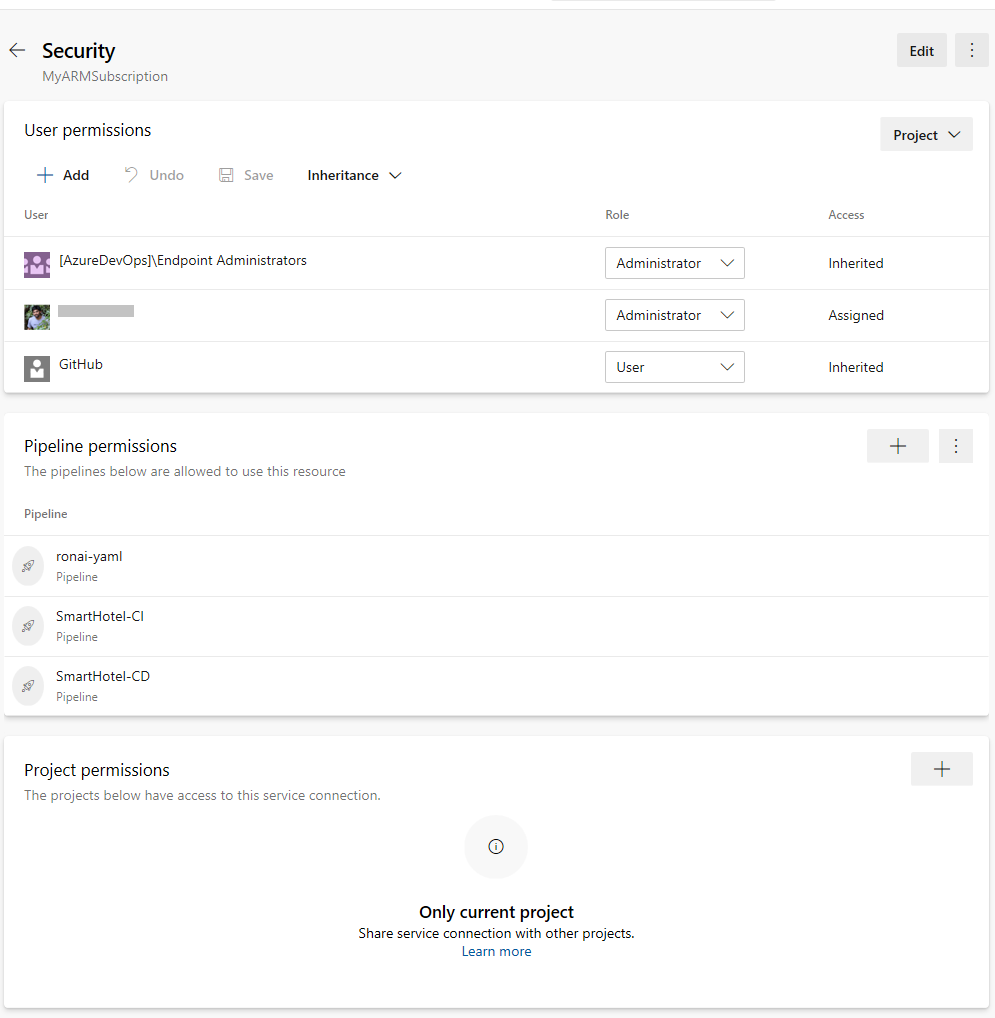 Security
MyARMSubscription
Edit
User permissions
Project
Add Undo Save Inheritance
User Role Access
[AzureDevOps]\Endpoint Administrators Administrator Inherited
Administrator Assigned
GitHub User Inherited
Pipeline permissions
The pipelines below are allowed to use this resource
Pipeline
ronai-yaml
Pipeline
SmartHotel-CI
Pipeline
SmartHotel-CD
Pipeline
Project permissions
The projects below have access to this service connection.
Only current project
Share service connection with other projects.
Learn more